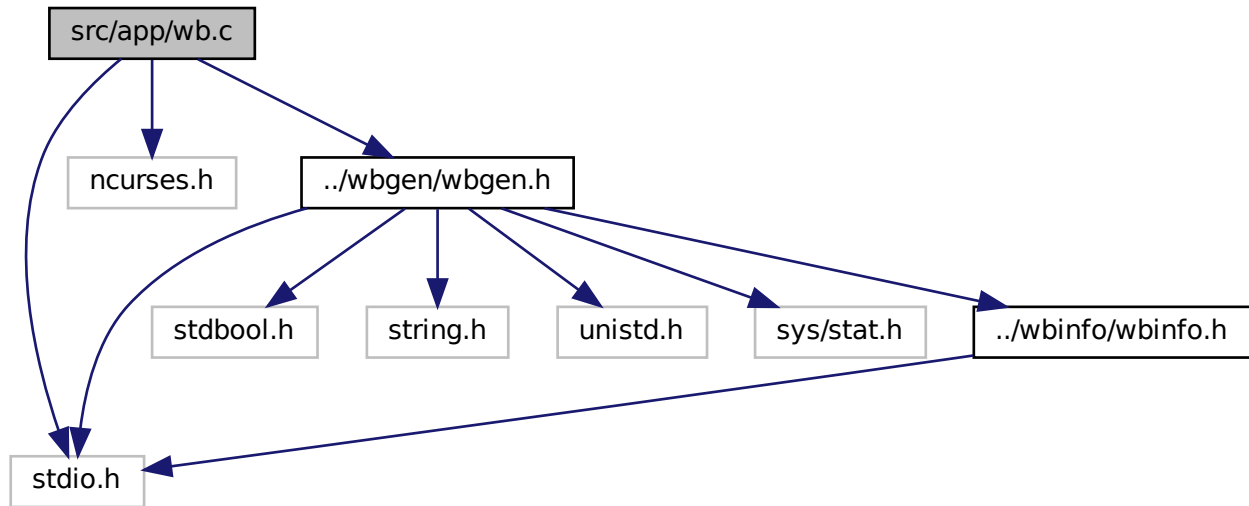 src/app/wb.c
ncurses.h
../wbgen/wbgen.h
stdbool.h
string.h
unistd.h
sys/stat.h
../wbinfo/wbinfo.h
stdio.h